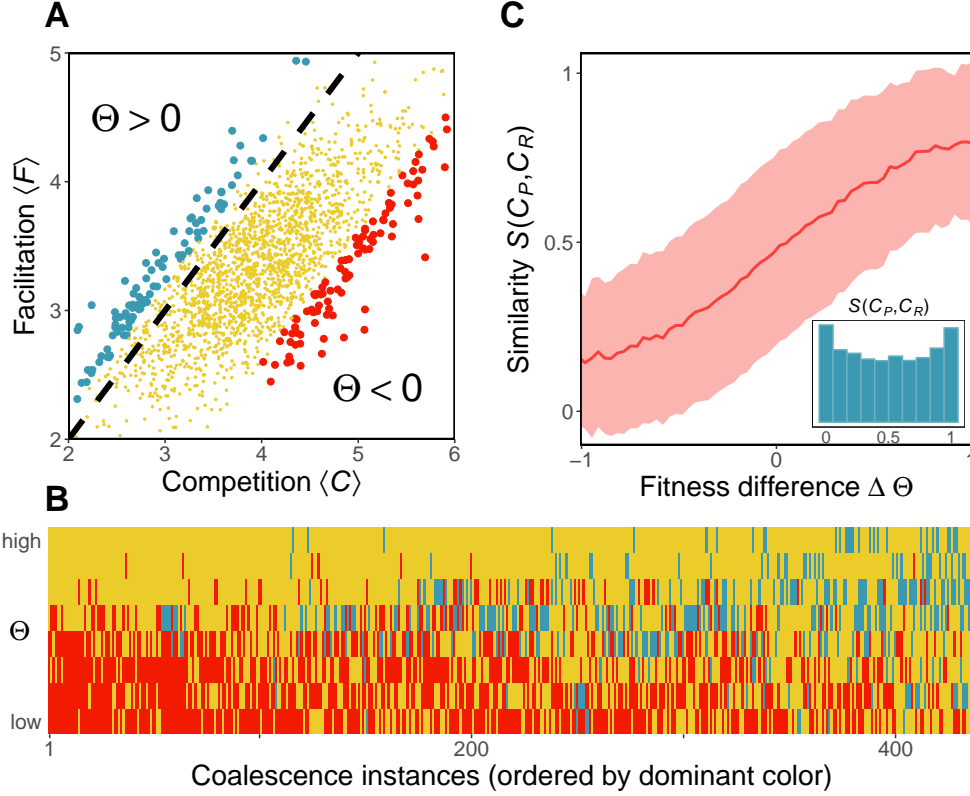 A
5
4
3
2
Facilitation ⟨F⟩
Θ > 0
Θ < 0
2
3
4
5
6
Competition ⟨C⟩
C
1
0.5
0
Similarity S(C_P,C_R)
S(C_P,C_R)
0
0.5
1
−1
0
1
Fitness difference Δ Θ
B
high
Θ
low
1
200
400
Coalescence instances (ordered by dominant color)